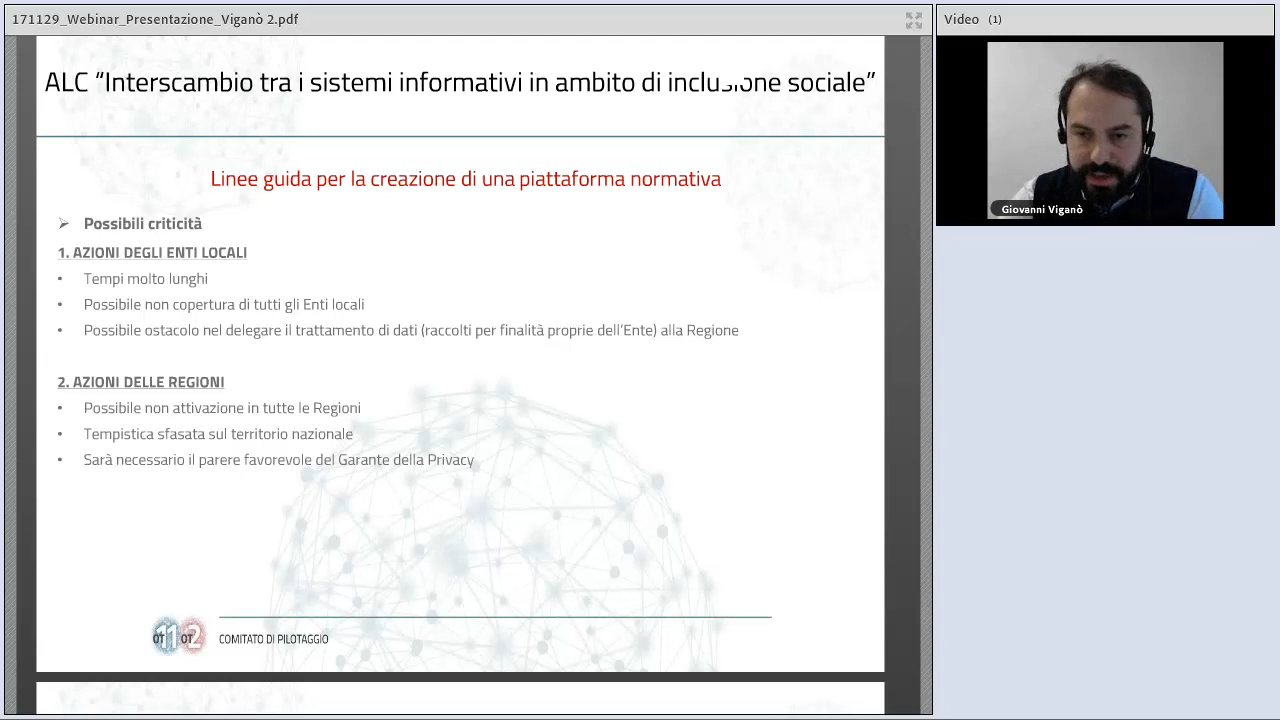 171129_Webinar_Presentazione_Viganò 2.pdf
Video (1)
ALC “Interscambio tra i sistemi informativi in ambito di inclusione sociale”
Giovanni Viganò
Linee guida per la creazione di una piattaforma normativa
➢ Possibili criticità
1. AZIONI DEGLI ENTI LOCALI
• Tempi molto lunghi
• Possibile non copertura di tutti gli Enti locali
• Possibile ostacolo nel delegare il trattamento di dati (raccolti per finalità proprie dell’Ente) alla Regione
2. AZIONI DELLE REGIONI
• Possibile non attivazione in tutte le Regioni
• Tempistica sfasata sul territorio nazionale
• Sarà necessario il parere favorevole del Garante della Privacy
OT11 OT2 COMITATO DI PILOTAGGIO